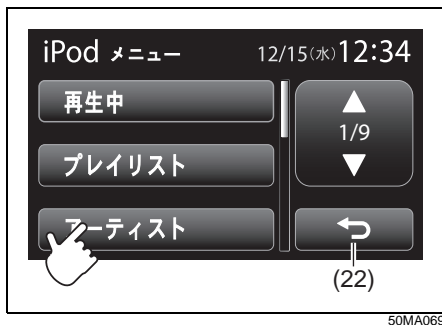 iPod メニュー 12/15(水)12:34
再生中
1/9
プレイリスト
アーティスト
(22)
50MA069